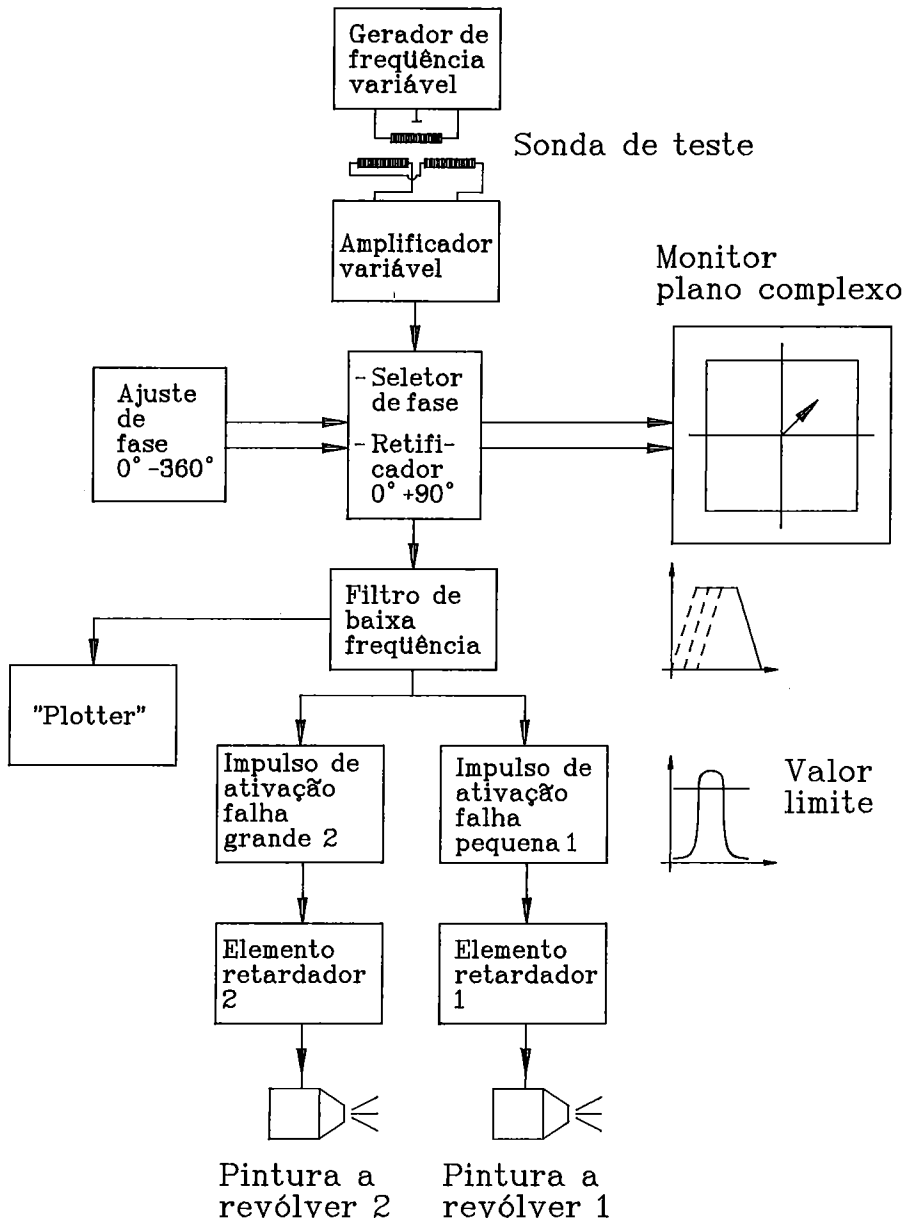 Gerador de
freqüência
variável
Sonda de teste
Amplificador
variável
Monitor
plano complexo
Ajuste
de
fase
0° -360°
- Seletor
de fase
- Retifi-
cador
0° +90°
Filtro de
baixa
freqüência
"Plotter"
Impulso de
ativação
falha
grande 2
Impulso de
ativação
falha
pequena 1
Valor
limite
Elemento
retardador
2
Elemento
retardador
1
Pintura a
revólver 2
Pintura a
revólver 1